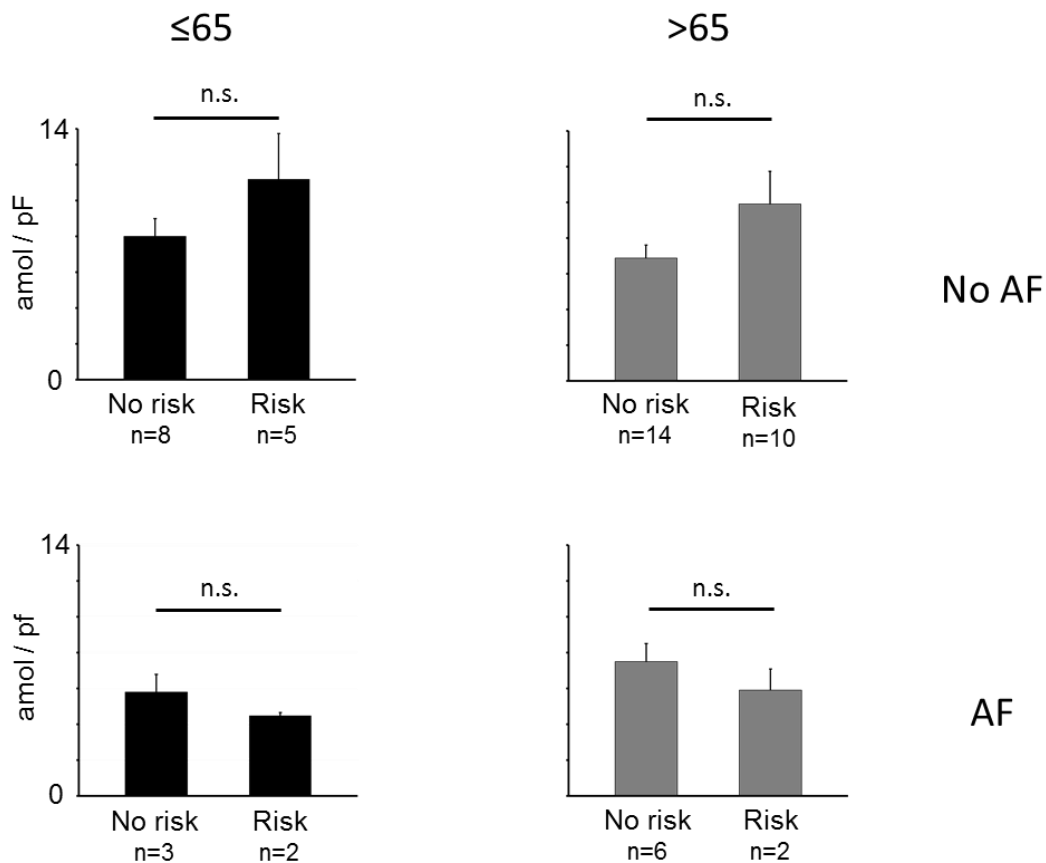 ≤65
>65
n.s.
n.s.
14
amol / pF
0
No risk
n=8
Risk
n=5
No risk
n=14
Risk
n=10
No AF
14
amol / pf
0
n.s.
n.s.
No risk
n=3
Risk
n=2
No risk
n=6
Risk
n=2
AF